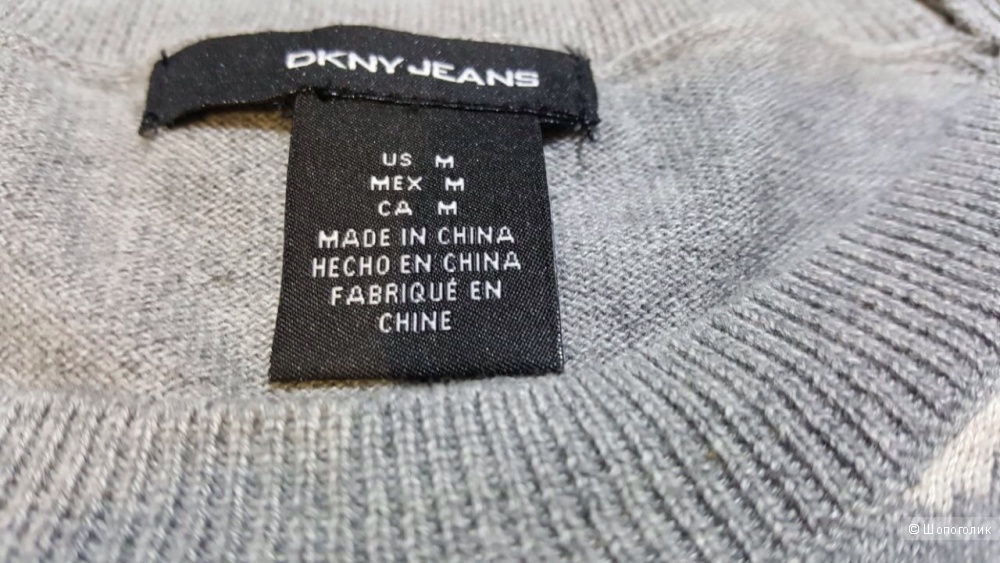 DKNY JEANS
US M
MEX M
CA M
MADE IN CHINA
HECHO EN CHINA
FABRIQUÉ EN
CHINE
© Шопоголик